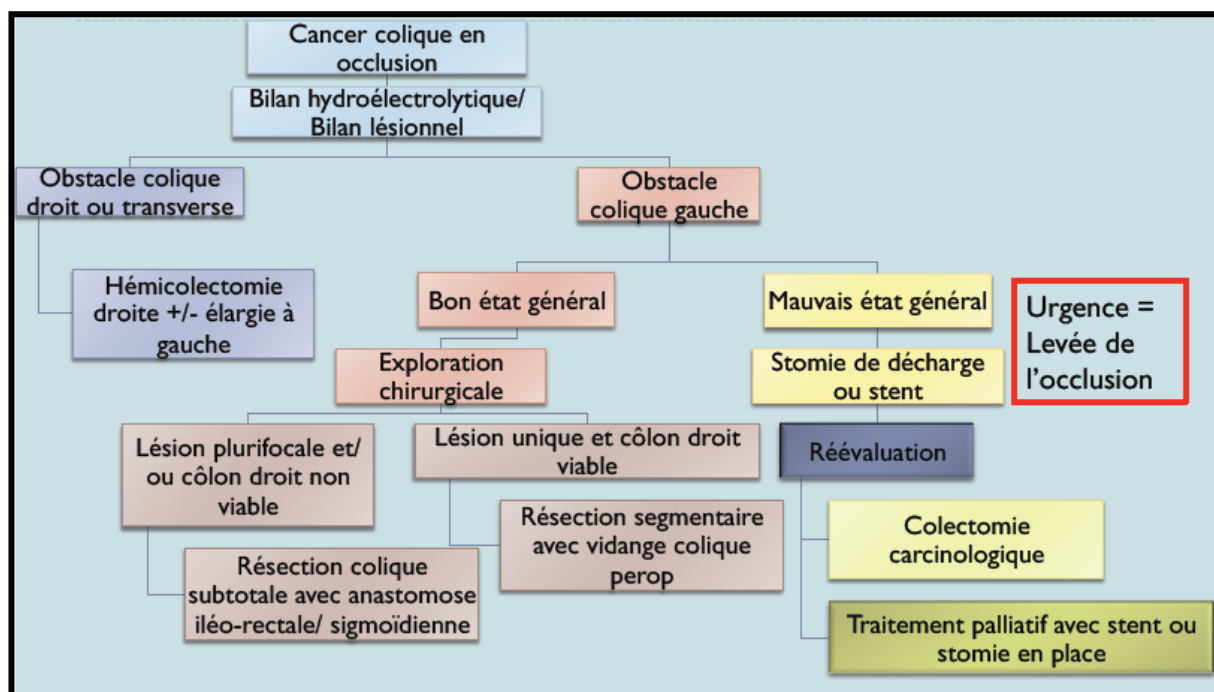 Cancer colique en
occlusion
Bilan hydroélectrolytique/
Bilan lésionnel
Obstacle colique
droit ou transverse
Obstacle
colique gauche
Hémicolectomie
droite +/- élargie à
gauche
Bon état général
Mauvais état général
Urgence =
Levée de
l'occlusion
Exploration
chirurgicale
Stomie de décharge
ou stent
Lésion plurifocale et/
ou côlon droit non
viable
Lésion unique et côlon droit
viable
Réévaluation
Résection colique
subtotale avec anastomose
iléo-rectale/ sigmoïdienne
Résection segmentaire
avec vidange colique
perop
Colectomie
carcinologique
Traitement palliatif avec stent ou
stomie en place